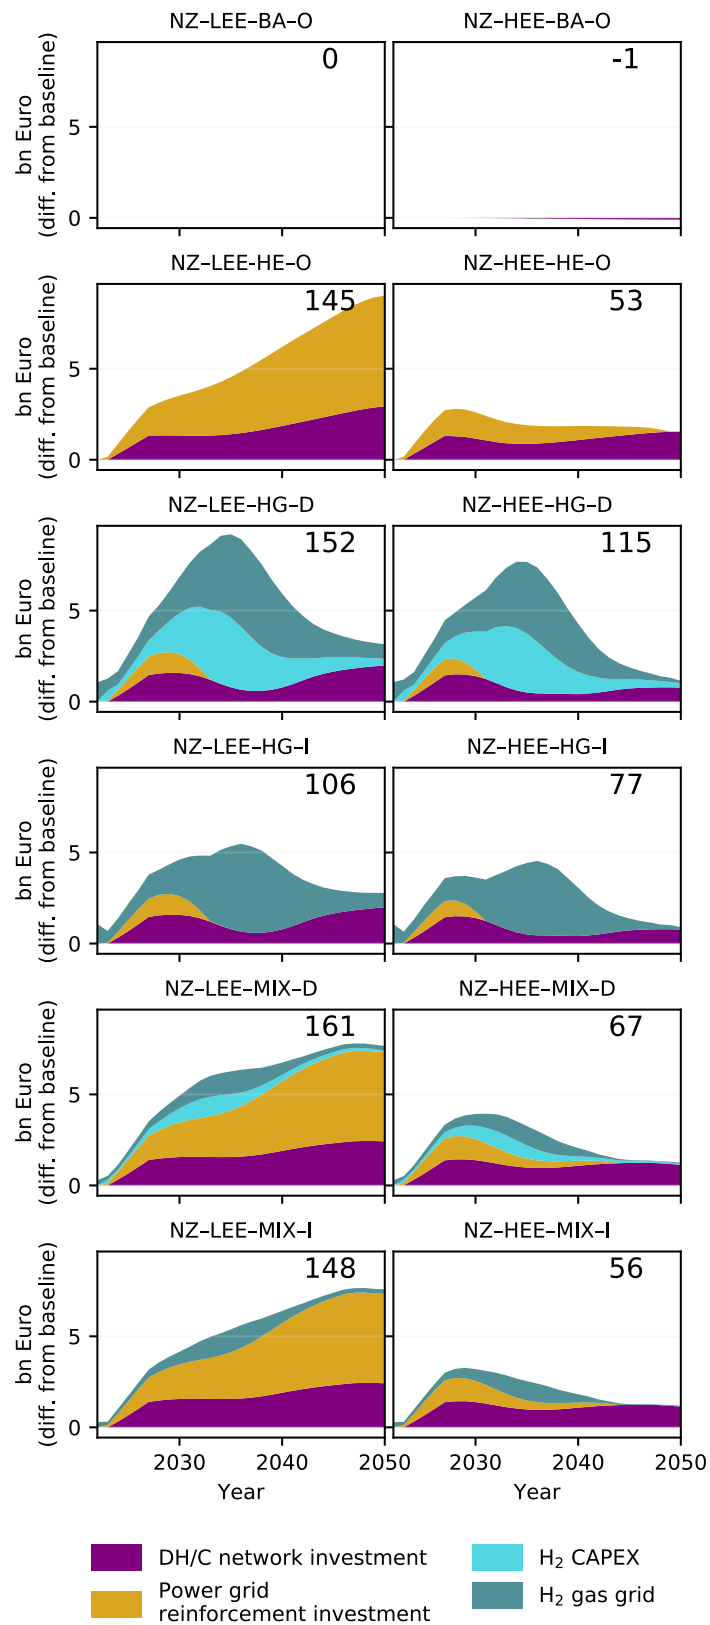 NZ–LEE–BA–O
NZ–HEE–BA–O
bn Euro
(diff. from baseline)
5
0
0
-1
NZ–LEE–HE–O
NZ–HEE–HE–O
bn Euro
(diff. from baseline)
5
0
145
53
NZ–LEE–HG–D
NZ–HEE–HG–D
bn Euro
(diff. from baseline)
5
0
152
115
NZ–LEE–HG–I
NZ–HEE–HG–I
bn Euro
(diff. from baseline)
5
0
106
77
NZ–LEE–MIX–D
NZ–HEE–MIX–D
bn Euro
(diff. from baseline)
5
0
161
67
NZ–LEE–MIX–I
NZ–HEE–MIX–I
bn Euro
(diff. from baseline)
5
0
148
56
2030 2040 2050 2030 2040 2050
Year Year
DH/C network investment
Power grid
reinforcement investment
H₂ CAPEX
H₂ gas grid